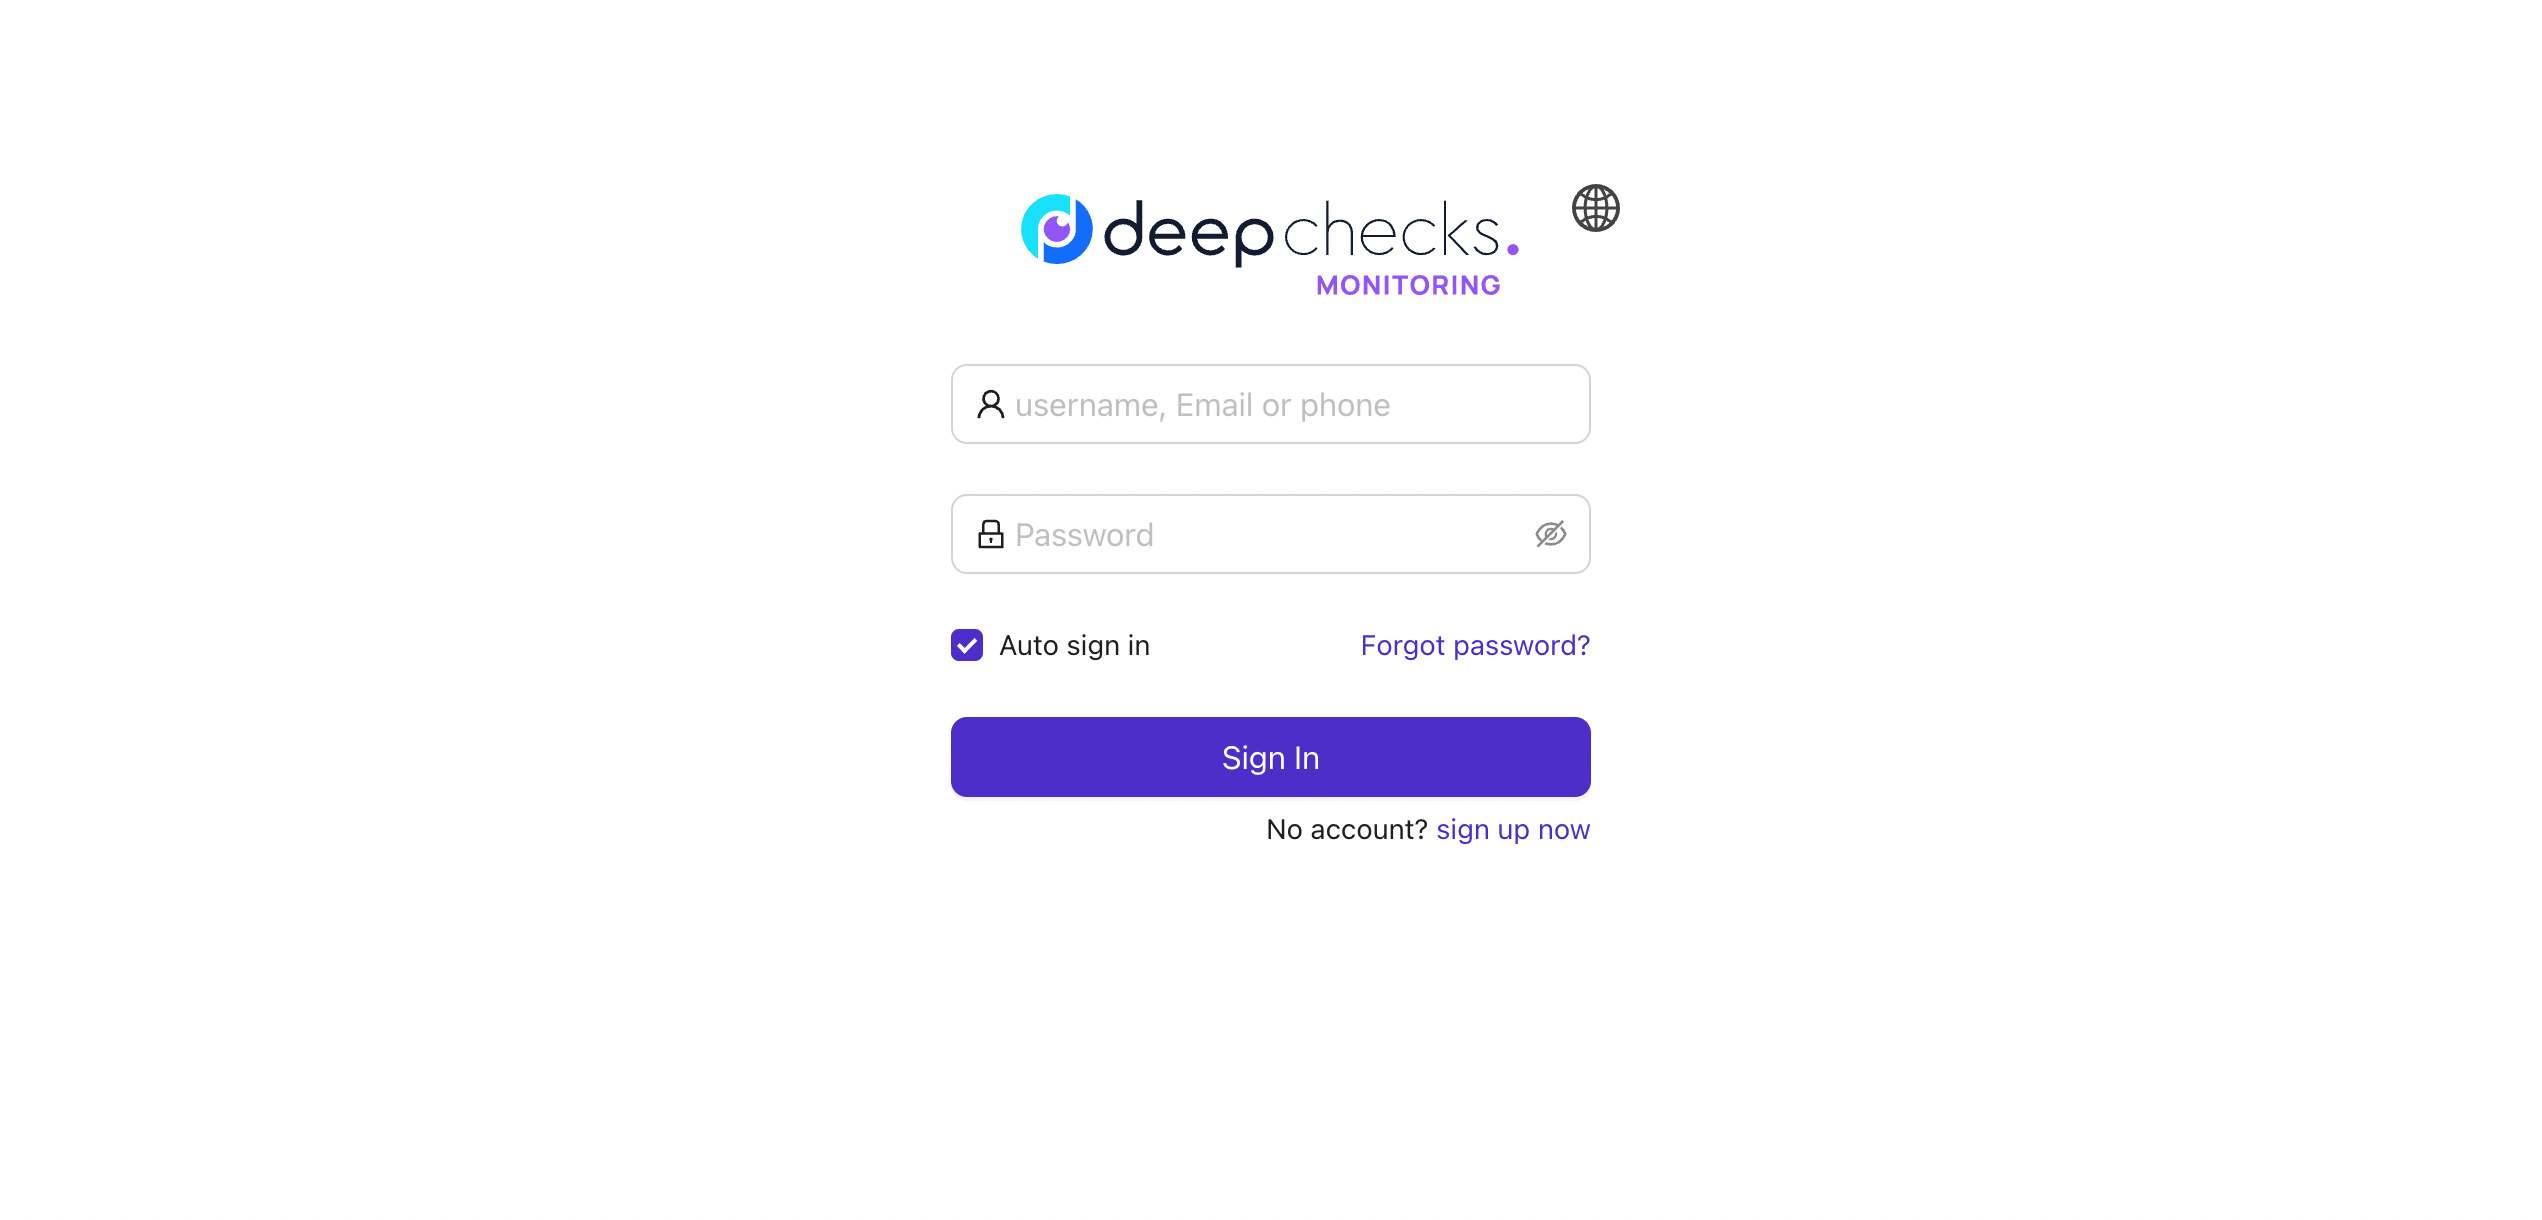 deepchecks.
MONITORING
username, Email or phone
Password
Auto sign in
Forgot password?
Sign In
No account? sign up now